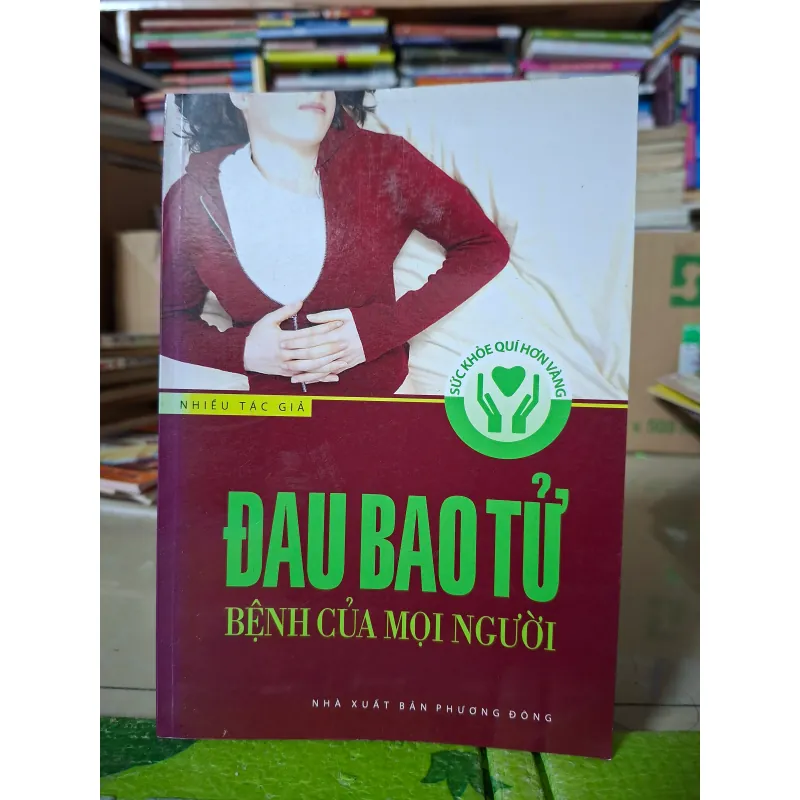 SỨC KHỎE QUÍ HƠN VÀNG
NHIỀU TÁC GIẢ
ĐAU BAO TỬ
BỆNH CỦA MỌI NGƯỜI
NHÀ XUẤT BẢN PHƯƠNG ĐÔNG